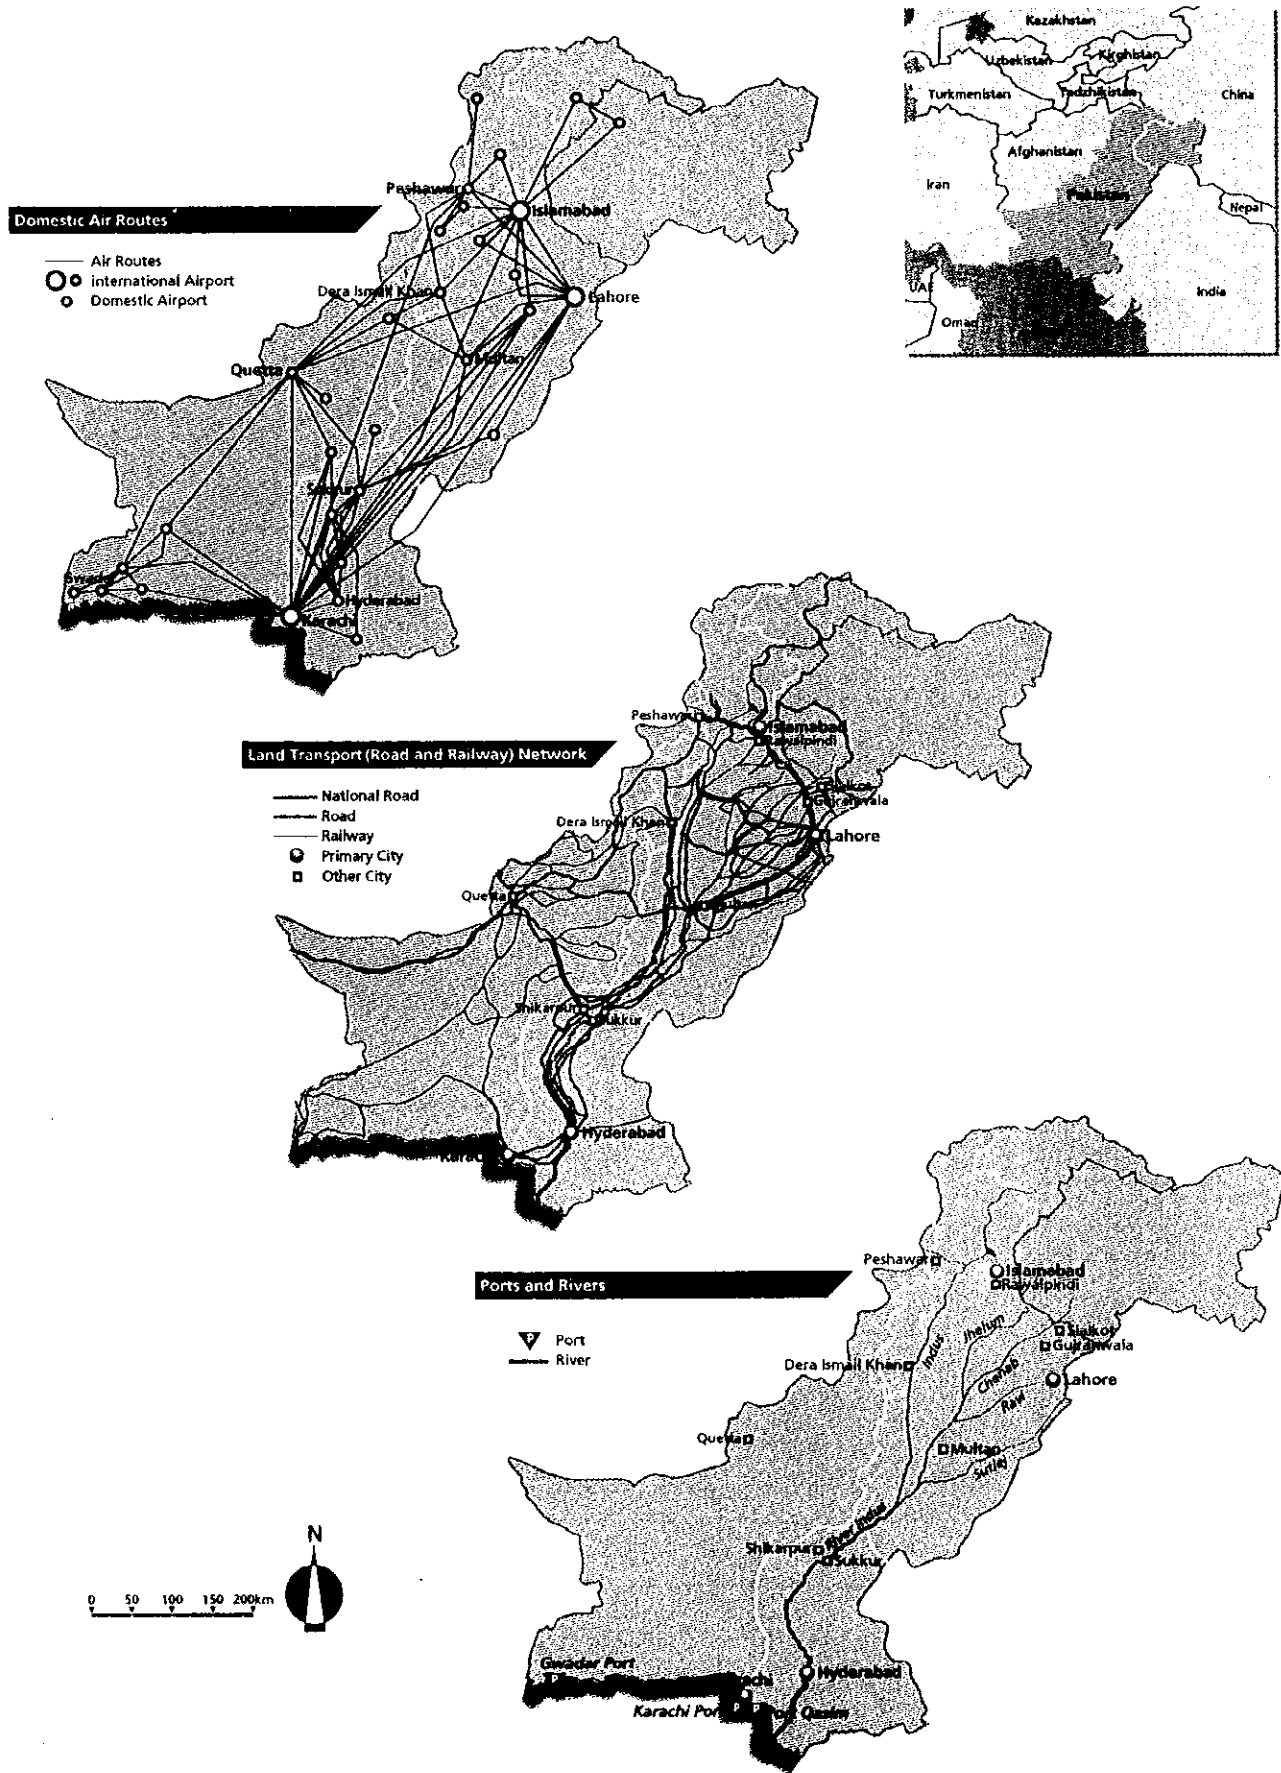 Kazakhstan
Uzbekistan
Kirghistan
Turkmenistan
Tadzhikistan
China
Afghanistan
Iran
Pakistan
Nepal
UAE
India
Oman
Domestic Air Routes
Air Routes
International Airport
Domestic Airport
Peshawar
Islamabad
Dera Ismail Khan
Lahore
Multan
Quetta
Sukkur
Gwadar
Hyderabad
Karachi
Land Transport (Road and Railway) Network
National Road
Road
Railway
Primary City
Other City
Peshawar
Islamabad
Rawalpindi
Sialkot
Gujranwala
Dera Ismail Khan
Lahore
Quetta
Shikarpur
Sukkur
Hyderabad
Karachi
Ports and Rivers
P Port
River
Peshawar
Islamabad
Rawalpindi
Jhelum
Sialkot
Gujranwala
Indus
Dera Ismail Khan
Chenab
Lahore
Ravi
Quetta
Multan
Sutlej
River Indus
Shikarpur
Sukkur
N
0 50 100 150 200km
Gwadar Port
Hyderabad
Karachi Port
Port Qasim